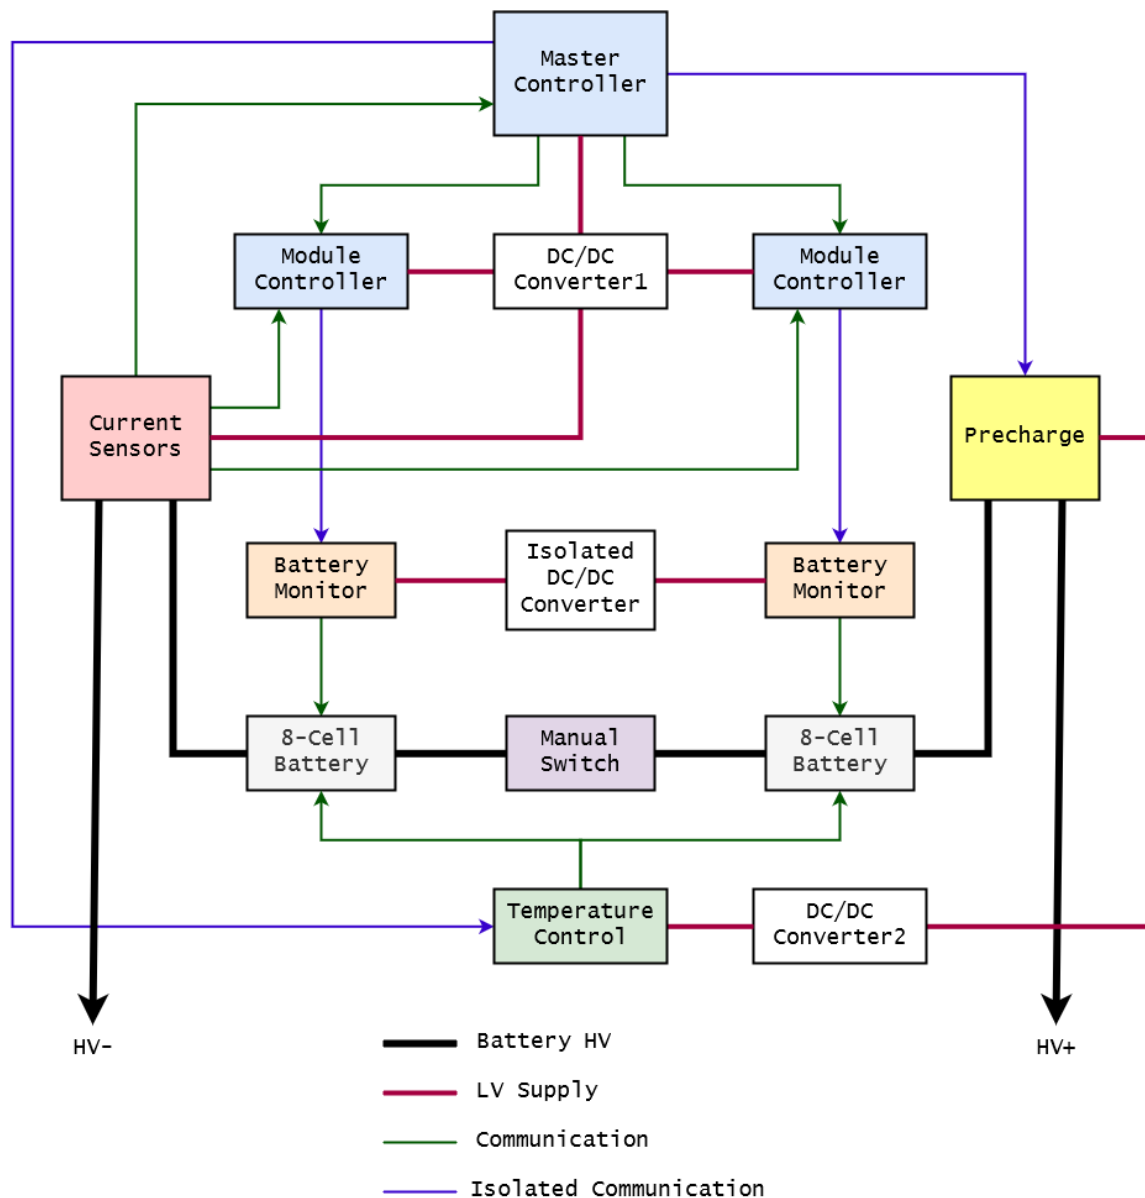 Master
Controller
Module
Controller
DC/DC
Converter1
Module
Controller
Current
Sensors
Precharge
Battery
Monitor
Isolated
DC/DC
Converter
Battery
Monitor
8-Cell
Battery
Manual
Switch
8-Cell
Battery
Temperature
Control
DC/DC
Converter2
HV-
HV+
Battery HV
LV Supply
Communication
Isolated Communication